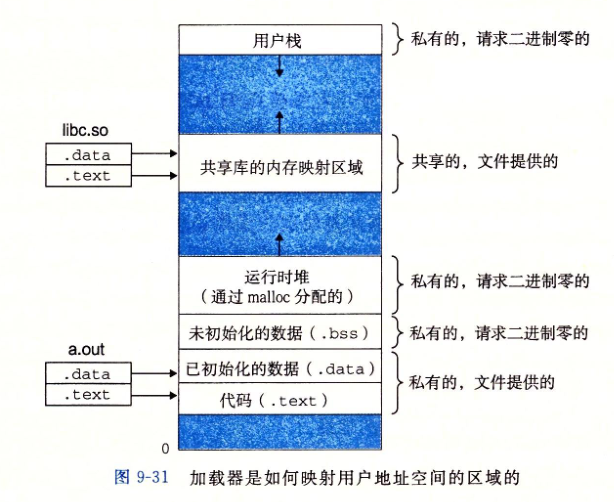 用户栈
私有的，请求二进制零的
libc.so
.data
.text
共享库的内存映射区域
共享的，文件提供的
运行时堆
（通过 malloc 分配的）
私有的，请求二进制零的
未初始化的数据（.bss）
私有的，请求二进制零的
a.out
.data
.text
已初始化的数据（.data）
代码（.text）
私有的，文件提供的
0
图 9-31 加载器是如何映射用户地址空间的区域的